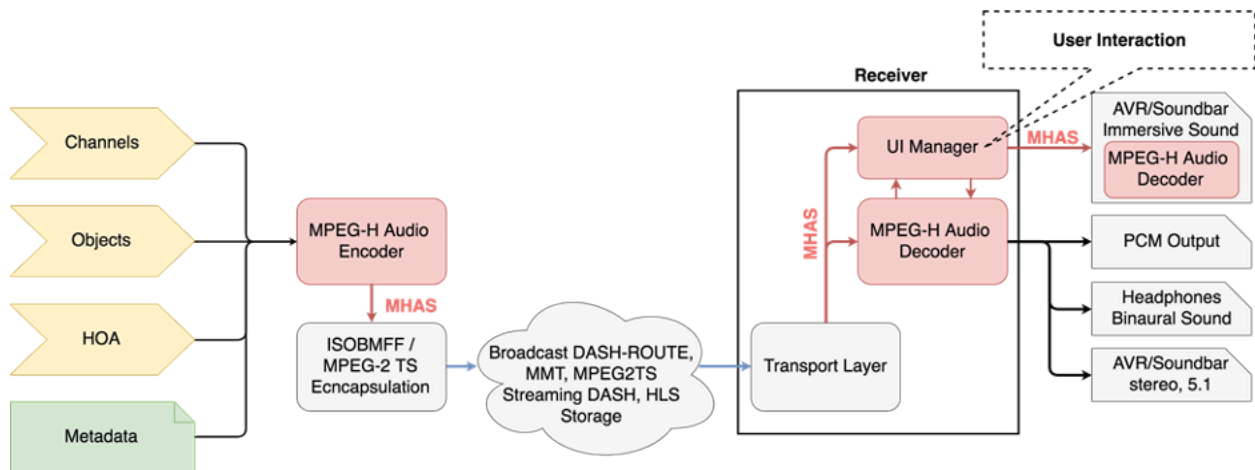 User Interaction
Receiver
Channels
Objects
HOA
Metadata
MPEG-H Audio
Encoder
MHAS
ISOBMFF /
MPEG-2 TS
Ecncapsulation
Broadcast DASH-ROUTE,
MMT, MPEG2TS
Streaming DASH, HLS
Storage
Transport Layer
MHAS
UI Manager
MPEG-H Audio
Decoder
MHAS
AVR/Soundbar
Immersive Sound
MPEG-H Audio
Decoder
PCM Output
Headphones
Binaural Sound
AVR/Soundbar
stereo, 5.1